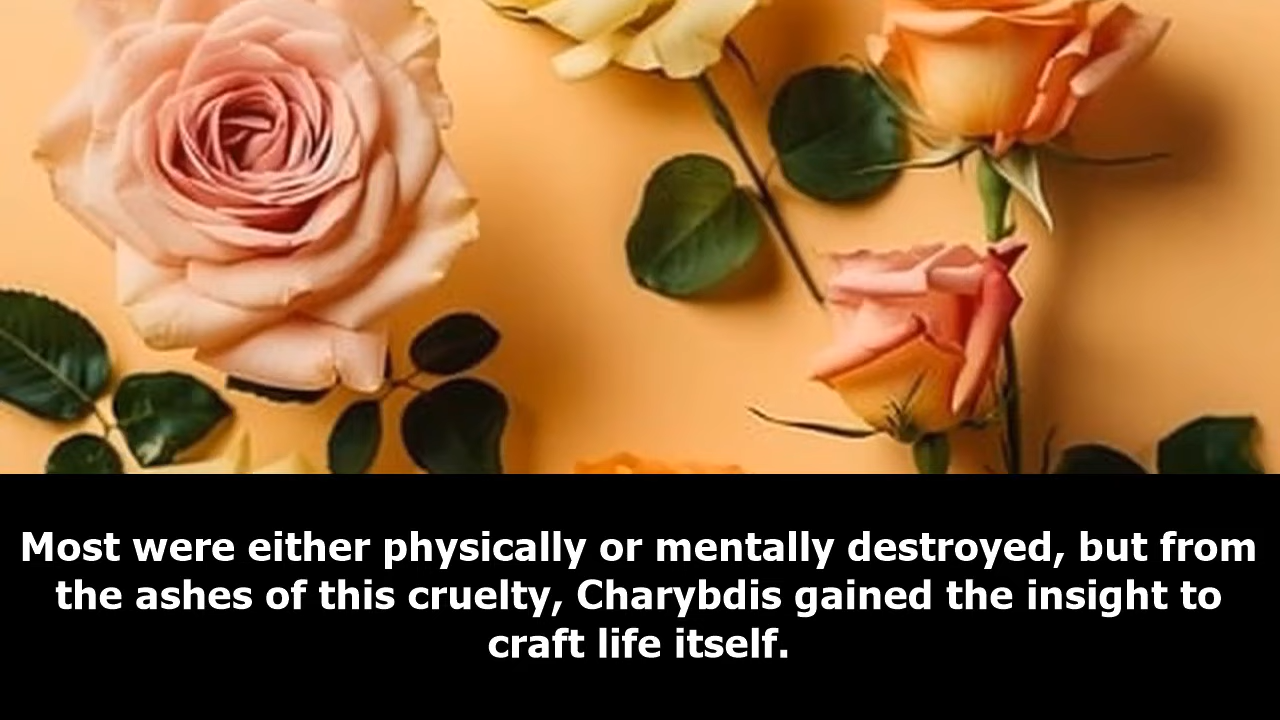 Most were either physically or mentally destroyed, but from
the ashes of this cruelty, Charybdis gained the insight to
craft life itself.